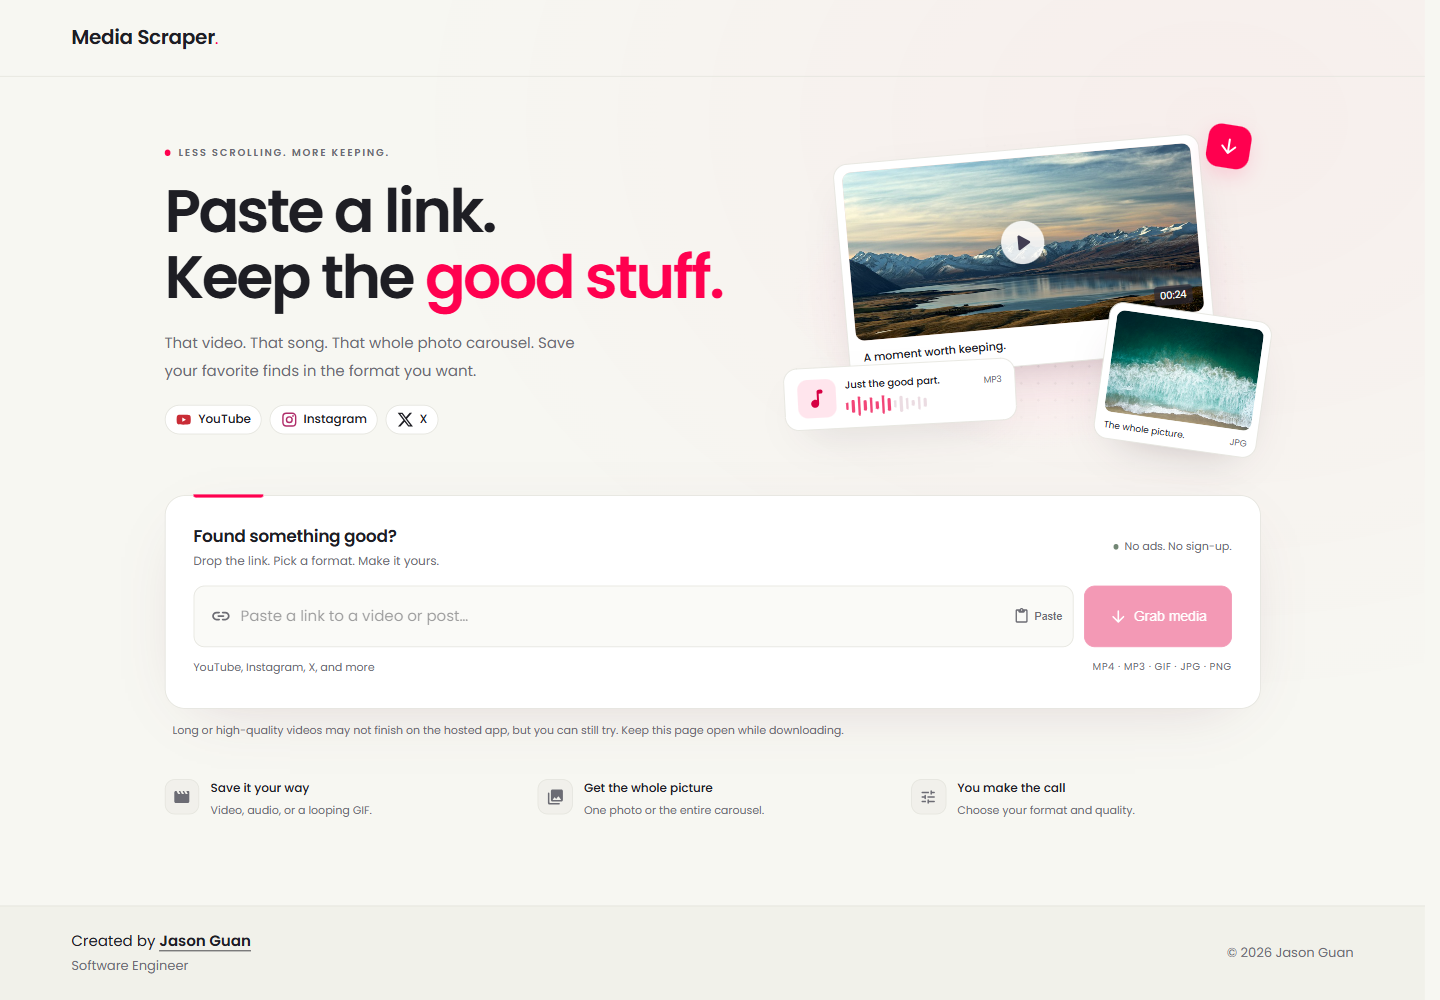 Media Scraper.
LESS SCROLLING. MORE KEEPING.
Paste a link.
Keep the good stuff.
That video. That song. That whole photo carousel. Save
your favorite finds in the format you want.
YouTube
Instagram
X
00:24
A moment worth keeping.
Just the good part.
MP3
The whole picture.
JPG
Found something good?
Drop the link. Pick a format. Make it yours.
No ads. No sign-up.
Paste a link to a video or post...
Paste
Grab media
YouTube, Instagram, X, and more
MP4 · MP3 · GIF · JPG · PNG
Long or high-quality videos may not finish on the hosted app, but you can still try. Keep this page open while downloading.
Save it your way
Video, audio, or a looping GIF.
Get the whole picture
One photo or the entire carousel.
You make the call
Choose your format and quality.
Created by Jason Guan
Software Engineer
© 2026 Jason Guan